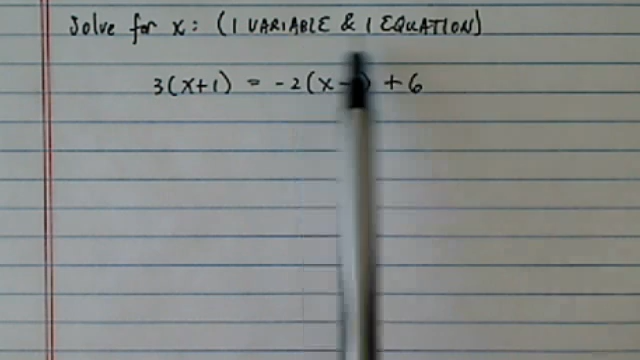 Solve for x: (1 VARIABLE & 1 EQUATION)
3(x+1) = -2(x- ) + 6